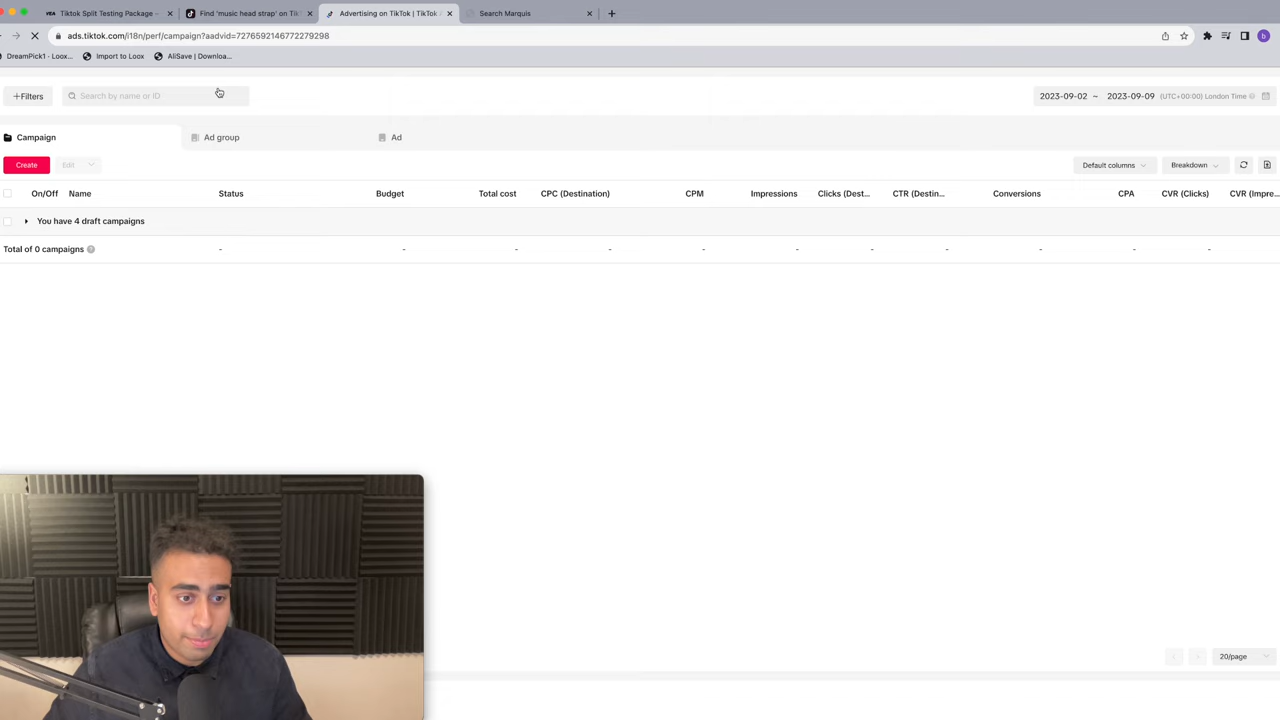 Tiktok Split Testing Package –
Find 'music head strap' on TikT
Advertising on TikTok | TikTok
Search Marquis
ads.tiktok.com/i18n/perf/campaign?aadvid=7276592146772279298
DreamPick1 - Loox...
Import to Loox
AliSave | Downloa...
b
+Filters
Search by name or ID
2023-09-02 ~ 2023-09-09 (UTC+00:00) London Time
Campaign
Ad group
Ad
Create
Edit
Default columns
Breakdown
On/Off Name Status Budget Total cost CPC (Destination) CPM Impressions Clicks (Dest... CTR (Destin... Conversions CPA CVR (Clicks) CVR (Impre...
You have 4 draft campaigns
Total of 0 campaigns - - - - - - - - - -
20/page